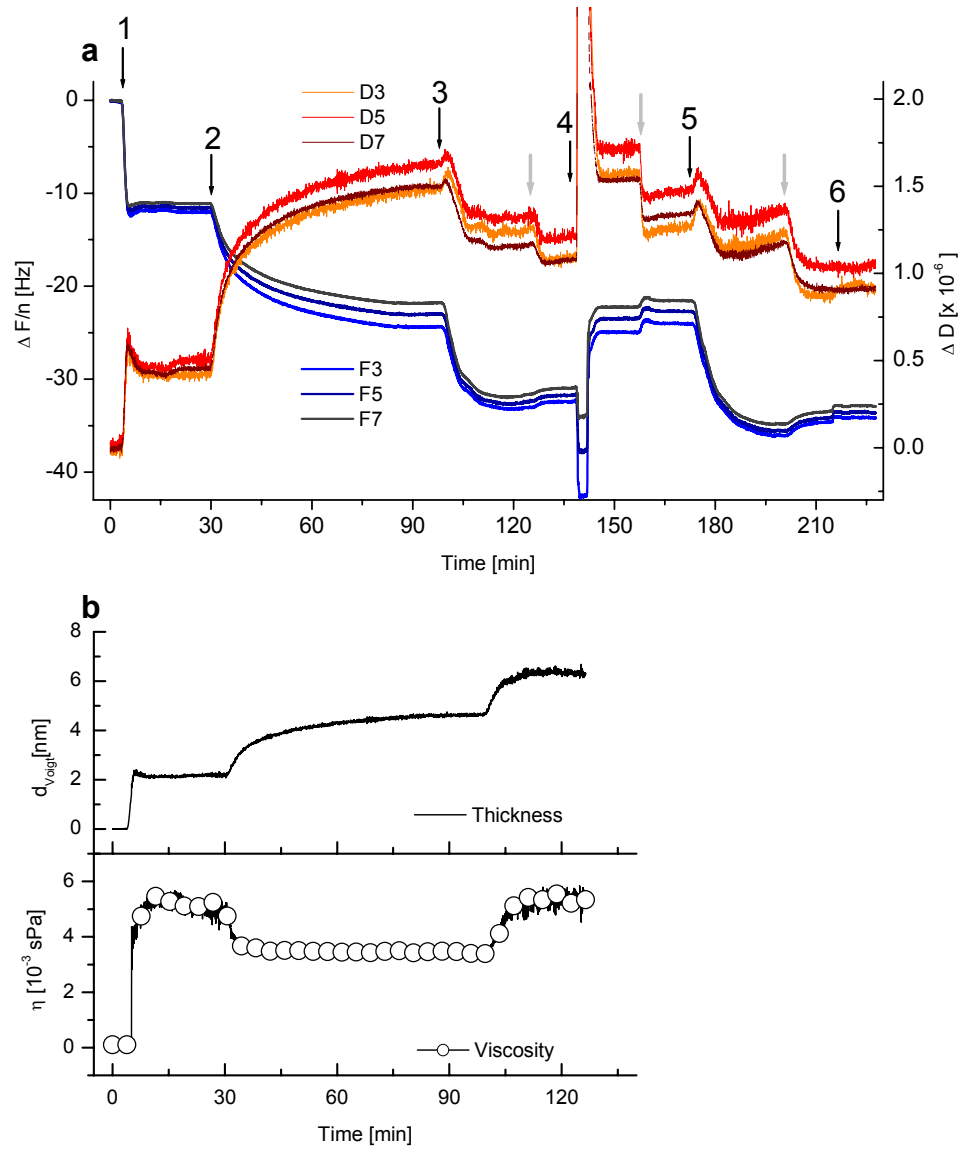 a
1
2
3
4
5
6
D3
D5
D7
F3
F5
F7
0
-10
-20
-30
-40
Δ F/n [Hz]
2.0
1.5
1.0
0.5
0.0
Δ D [x 10⁻⁶]
0 30 60 90 120 150 180 210
Time [min]
b
8
6
4
2
0
d_Voigt[nm]
Thickness
6
4
2
0
η [10⁻³ sPa]
Viscosity
0 30 60 90 120
Time [min]